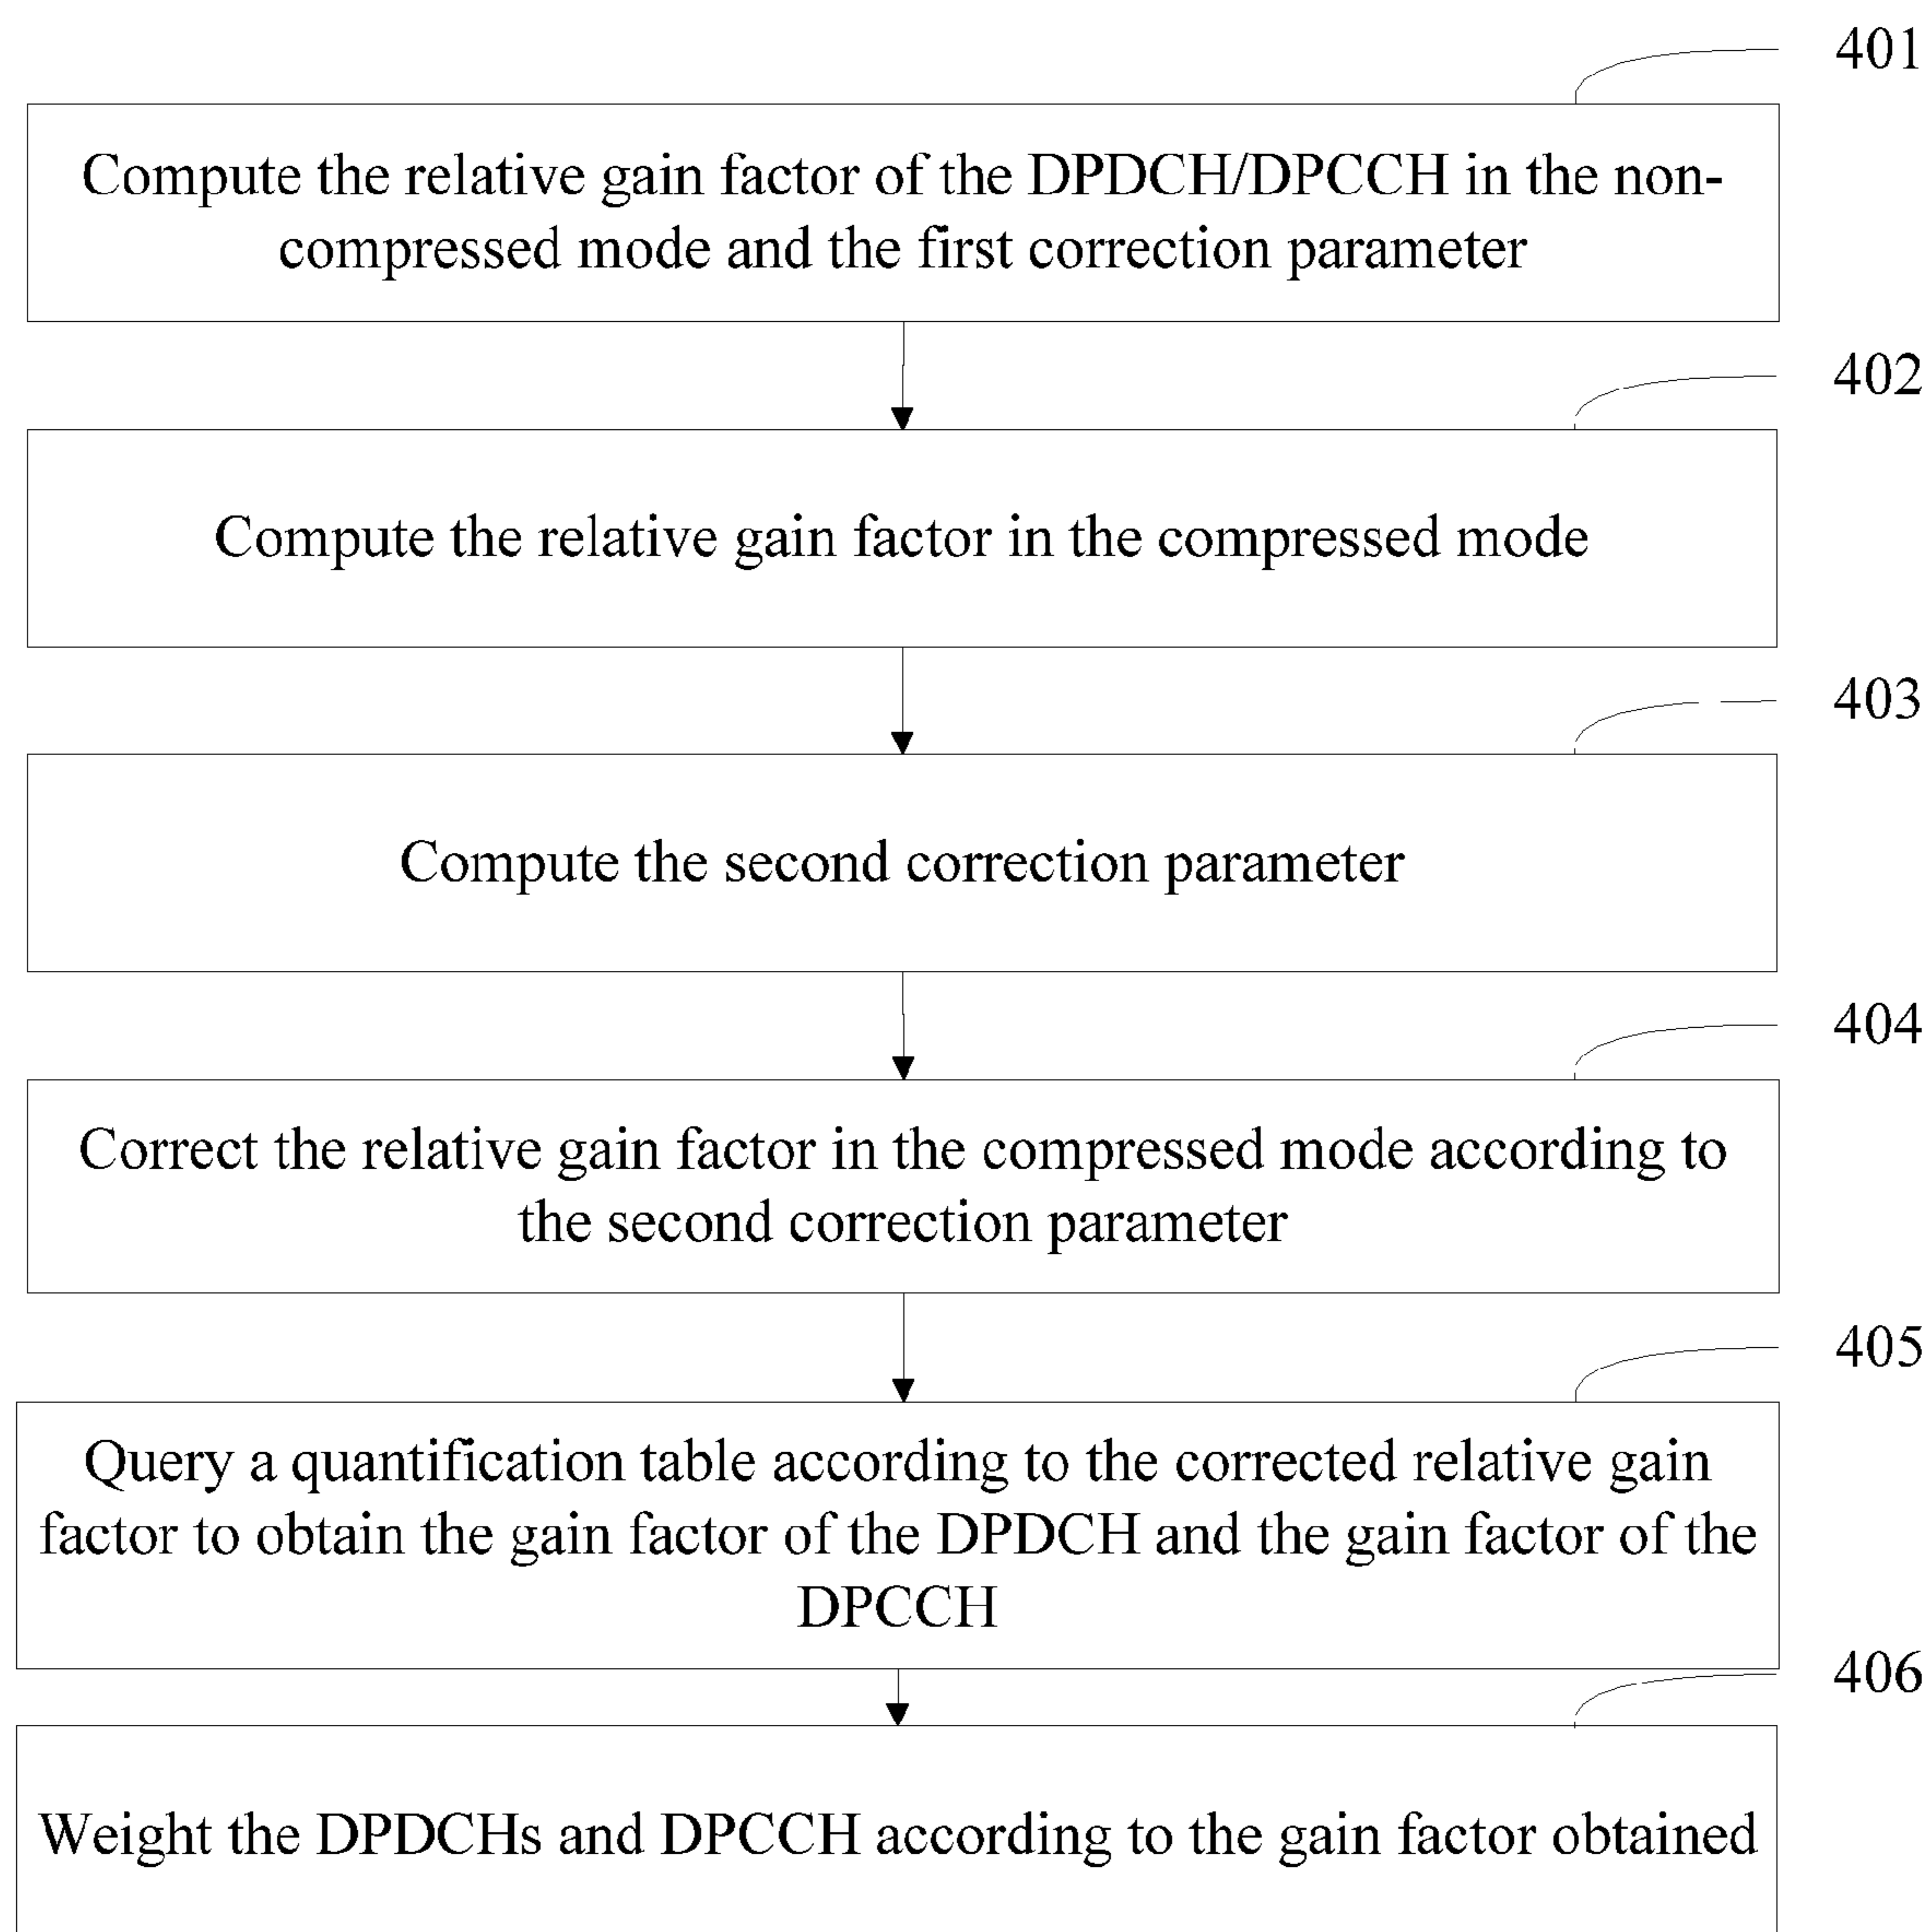 401
Compute the relative gain factor of the DPDCH/DPCCH in the non-
compressed mode and the first correction parameter
402
Compute the relative gain factor in the compressed mode
403
Compute the second correction parameter
404
Correct the relative gain factor in the compressed mode according to
the second correction parameter
405
Query a quantification table according to the corrected relative gain
factor to obtain the gain factor of the DPDCH and the gain factor of the
DPCCH
406
Weight the DPDCHs and DPCCH according to the gain factor obtained